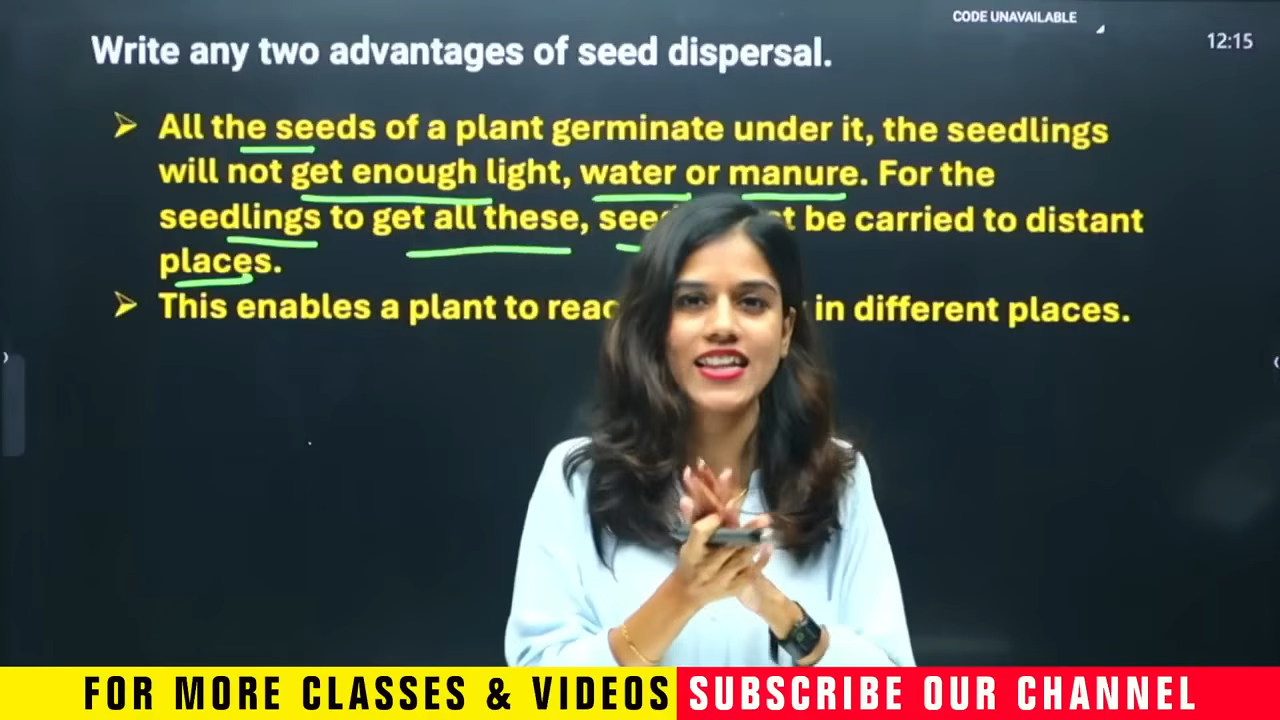 CODE UNAVAILABLE
12:15
Write any two advantages of seed dispersal.
➤ All the seeds of a plant germinate under it, the seedlings
will not get enough light, water or manure. For the
seedlings to get all these, be carried to distant
places.
➤ This enables a plant to in different places.
FOR MORE CLASSES & VIDEOS SUBSCRIBE OUR CHANNEL